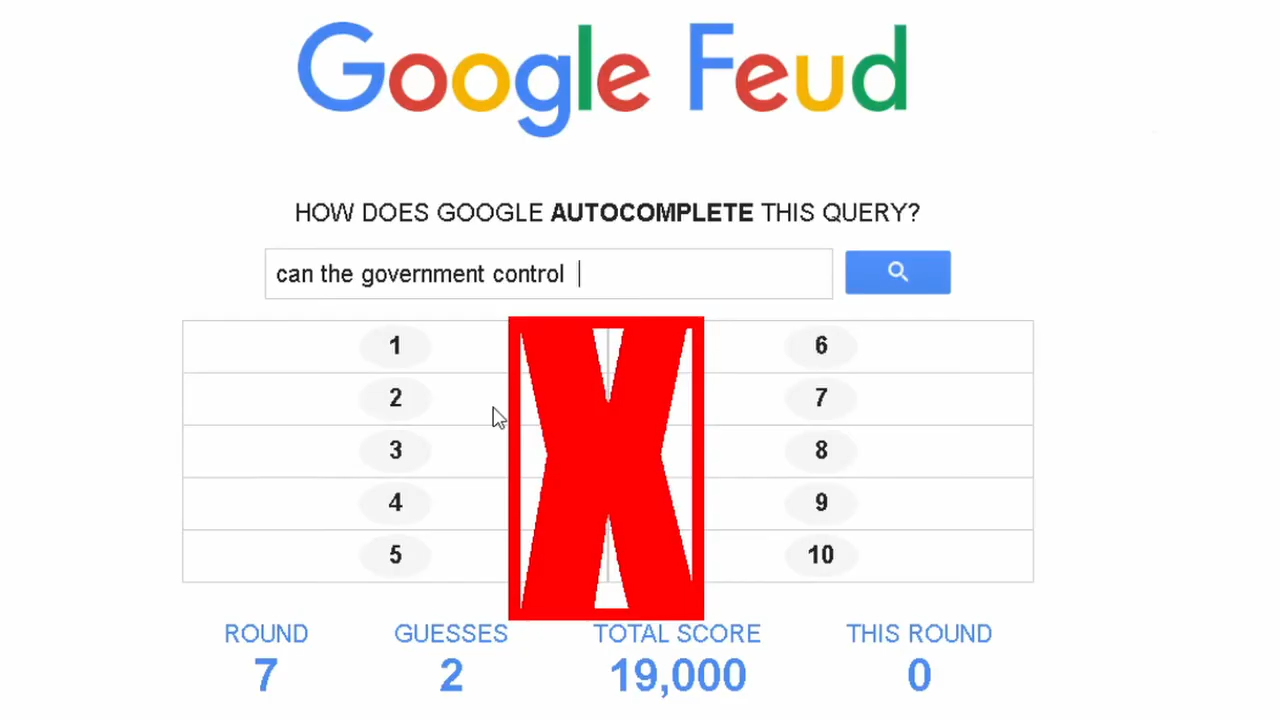 Google Feud
HOW DOES GOOGLE AUTOCOMPLETE THIS QUERY?
can the government control
1 6
2 7
X
3 8
4 9
5 10
ROUND GUESSES TOTAL SCORE THIS ROUND
7 2 19,000 0